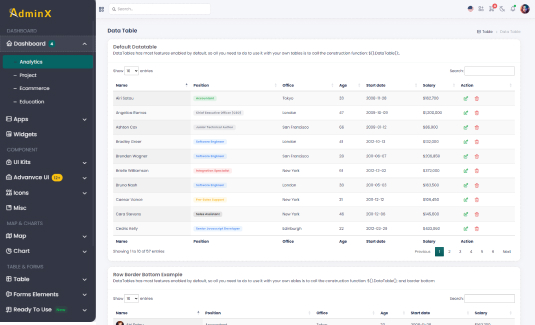 AdminX
Search...
DASHBOARD
Dashboard 4
Analytics
Project
Ecommerce
Education
Apps
Widgets
COMPONENT
UI Kits
Advance UI
Icons
Misc
MAP & CHARTS
Map
Chart
TABLE & FORMS
Table
Forms Elements
Ready To Use
Data Table
Table / Data Table
Default Datatable
DataTables has most features enabled by default, so all you need to do to use it with your own tables is to call the construction function: $().DataTable();.
Show 10 entries
Search:
Name Position Office Age Start date Salary Action
Airi Satou Accountant Tokyo 33 2008-11-28 $162,700
Angelica Ramos Chief Executive Officer (CEO) London 47 2009-10-09 $1,200,000
Ashton Cox Junior Technical Author San Francisco 66 2009-01-12 $86,000
Bradley Greer Software Engineer London 41 2012-10-13 $132,000
Brenden Wagner Software Engineer San Francisco 28 2011-06-07 $206,850
Brielle Williamson Integration Specialist New York 61 2012-12-02 $372,000
Bruno Nash Software Engineer London 38 2011-05-03 $163,500
Caesar Vance Pre-Sales Support New York 21 2011-12-12 $106,450
Cara Stevens Sales Assistant New York 46 2011-12-06 $145,600
Cedric Kelly Senior Javascript Developer Edinburgh 22 2012-03-29 $433,060
Name Position Office Age Start date Salary Action
Showing 1 to 10 of 57 entries
Previous 1 2 3 4 5 6 Next
Row Border Bottom Example
DataTables has most features enabled by default, so all you need to do to use it with your own tables is to call the construction function: $().DataTable(); and border bottom
Show 10 entries
Search:
Name Position Office Age Start date Salary